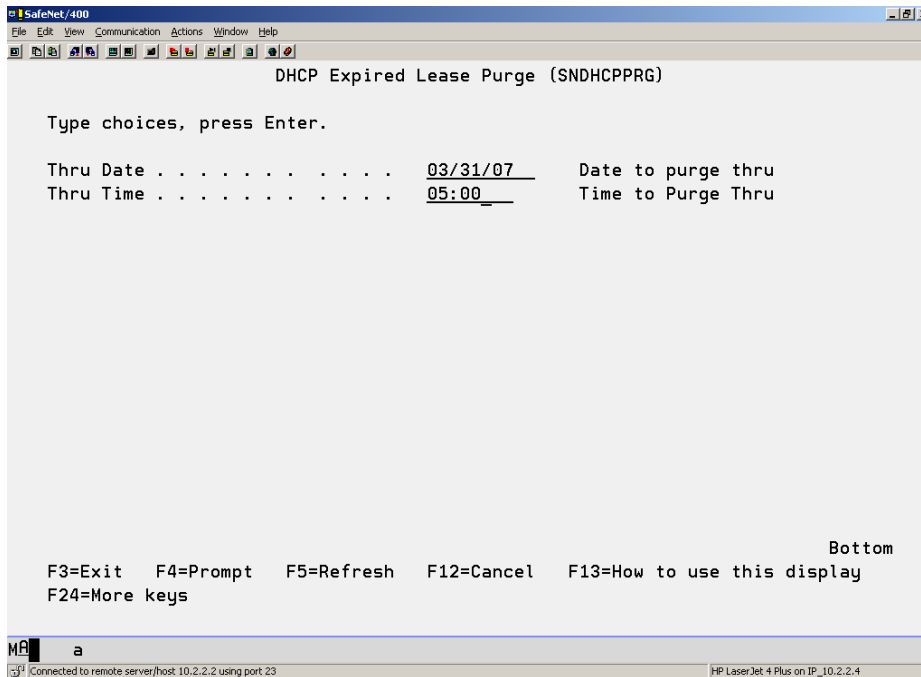 SafeNet/400
File Edit View Communication Actions Window Help
DHCP Expired Lease Purge (SNDHCPPRG)
Type choices, press Enter.
Thru Date . . . . . . . . . . . 03/31/07 Date to purge thru
Thru Time . . . . . . . . . . . 05:00 Time to Purge Thru
Bottom
F3=Exit F4=Prompt F5=Refresh F12=Cancel F13=How to use this display
F24=More keys
MA a
Connected to remote server/host 10.2.2.2 using port 23 HP LaserJet 4 Plus on IP_10.2.2.4